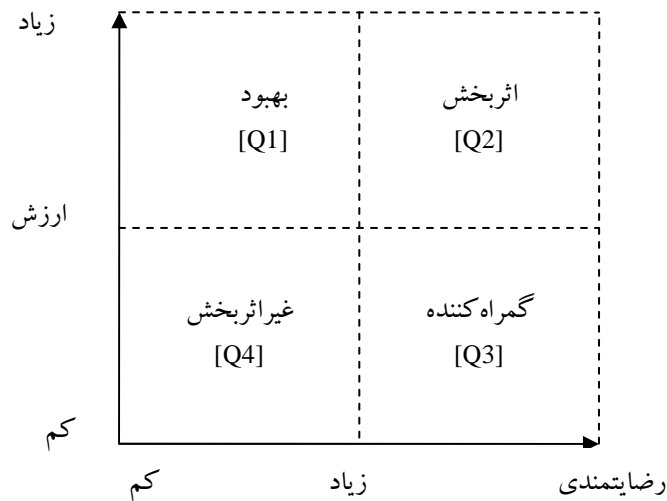 زیاد
بهبود
[Q1]
اثربخش
[Q2]
ارزش
غیراثربخش
[Q4]
گمراه‌کننده
[Q3]
کم
کم
زیاد
رضایتمندی